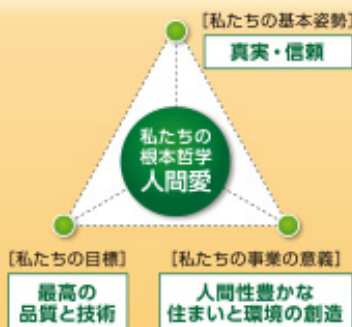 [私たちの基本姿勢]
真実・信頼
私たちの
根本哲学
人間愛
[私たちの目標]
最高の
品質と技術
[私たちの事業の意義]
人間性豊かな
住まいと環境の創造